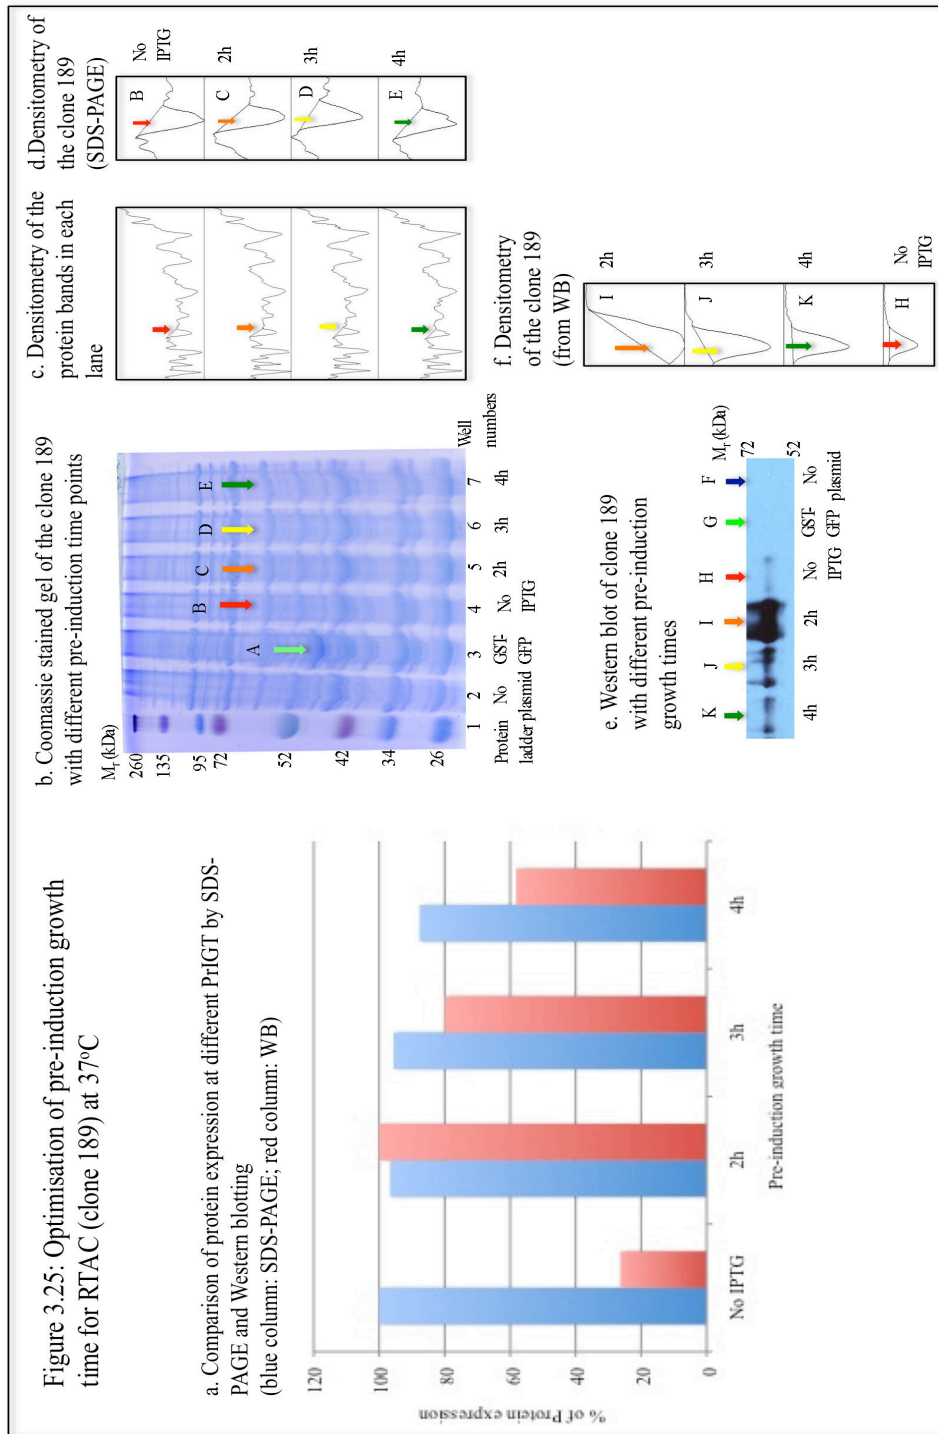 Figure 3.25: Optimisation of pre-induction growth
time for RTAC (clone 189) at 37ºC
a. Comparison of protein expression at different PrIGT by SDS-
PAGE and Western blotting
(blue column: SDS-PAGE; red column: WB)
% of Protein expression
120
100
80
60
40
20
0
No IPTG
2h
3h
4h
Pre-induction growth time
b. Coomassie stained gel of the clone 189
with different pre-induction time points
Mr (kDa)
260
135
95
72
52
42
34
26
A
B
C
D
E
1 2 3 4 5 6 7 Well
numbers
Protein No GST- No 2h 3h 4h
ladder plasmid GFP IPTG
c. Densitometry of the
protein bands in each
lane
d.Densitometry of
the clone 189
(SDS-PAGE)
B
No
IPTG
C
2h
D
3h
E
4h
e. Western blot of clone 189
with different pre-induction
growth times
K J I H G F Mr (kDa)
72
52
4h 3h 2h No GST- No
IPTG GFP plasmid
f. Densitometry
of the clone 189
(from WB)
I
2h
J
3h
K
4h
H
No
IPTG